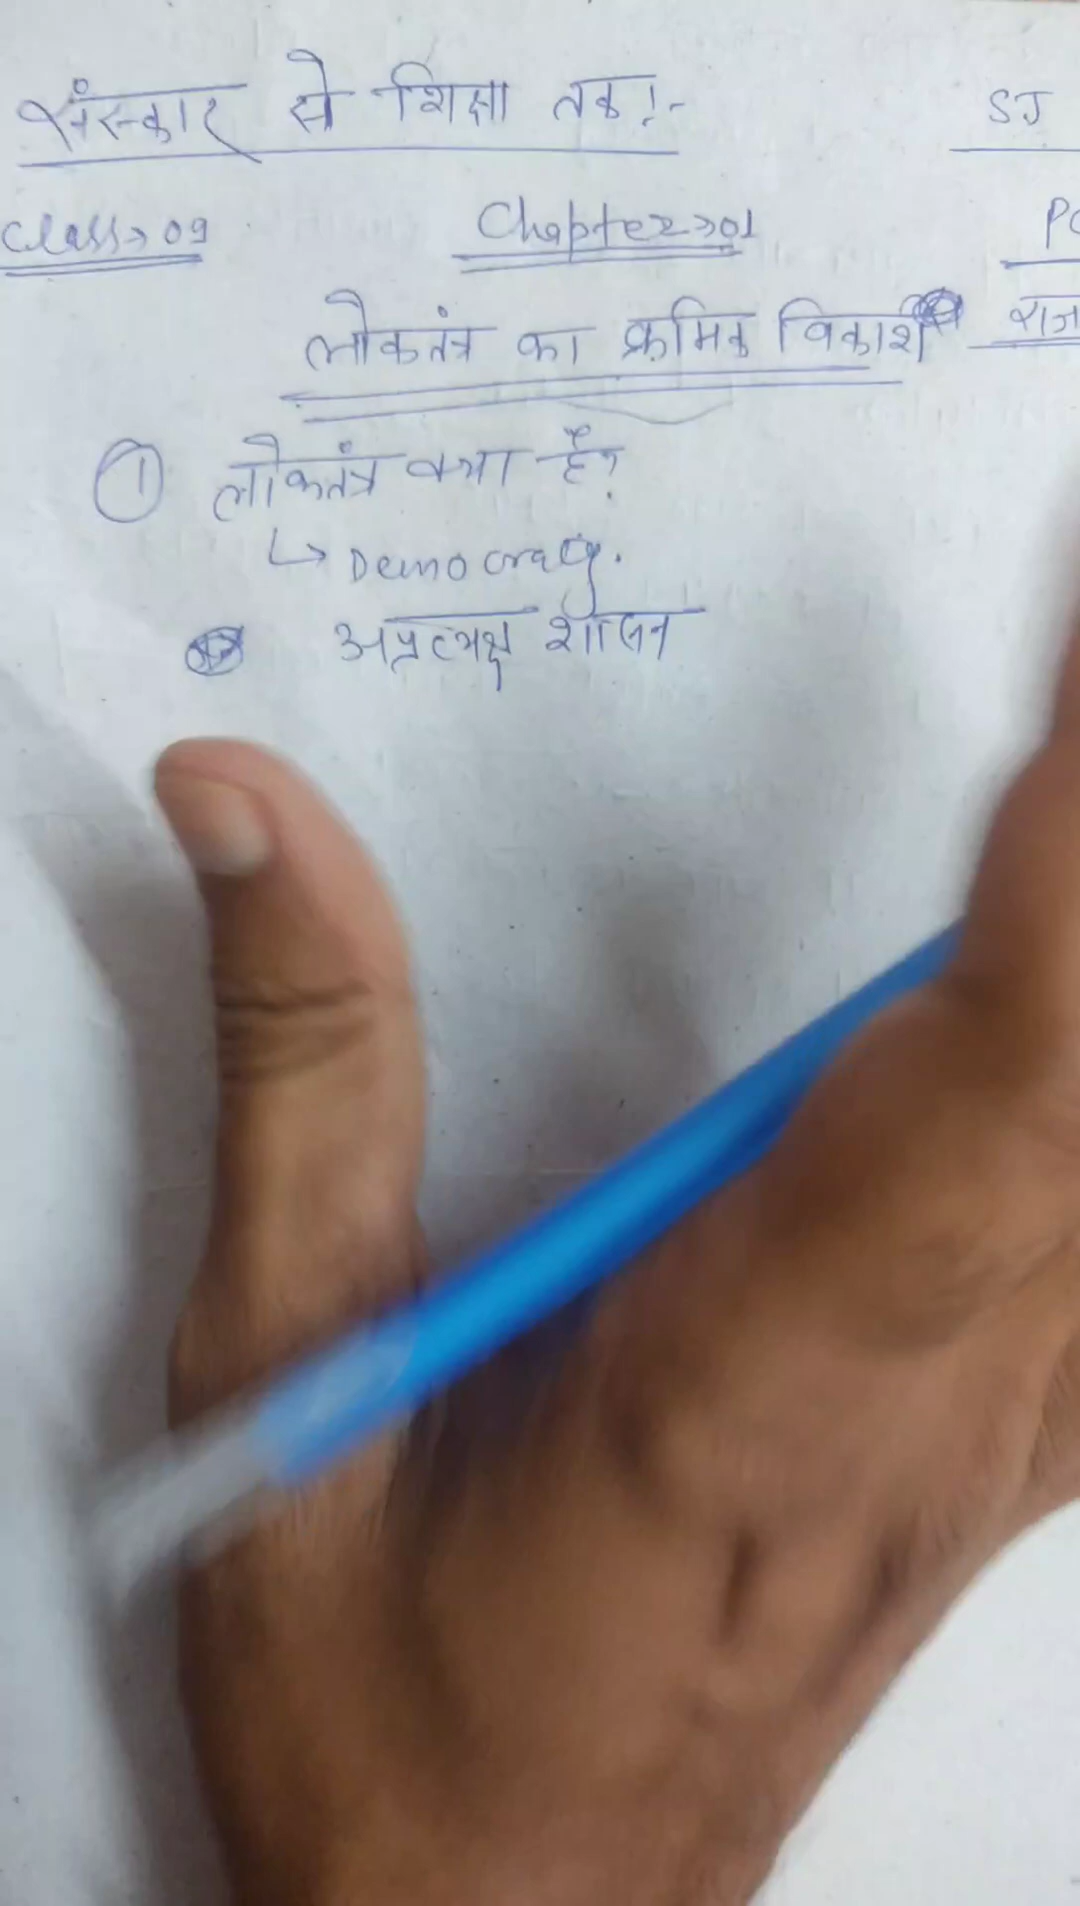 संस्कार से शिक्षा तक!-
SJ
Class→09
Chapter→01
लोकतंत्र का क्रमिक विकाश
① लोकतंत्र क्या है?
↳ Democracy.
अप्रत्यक्ष शासन